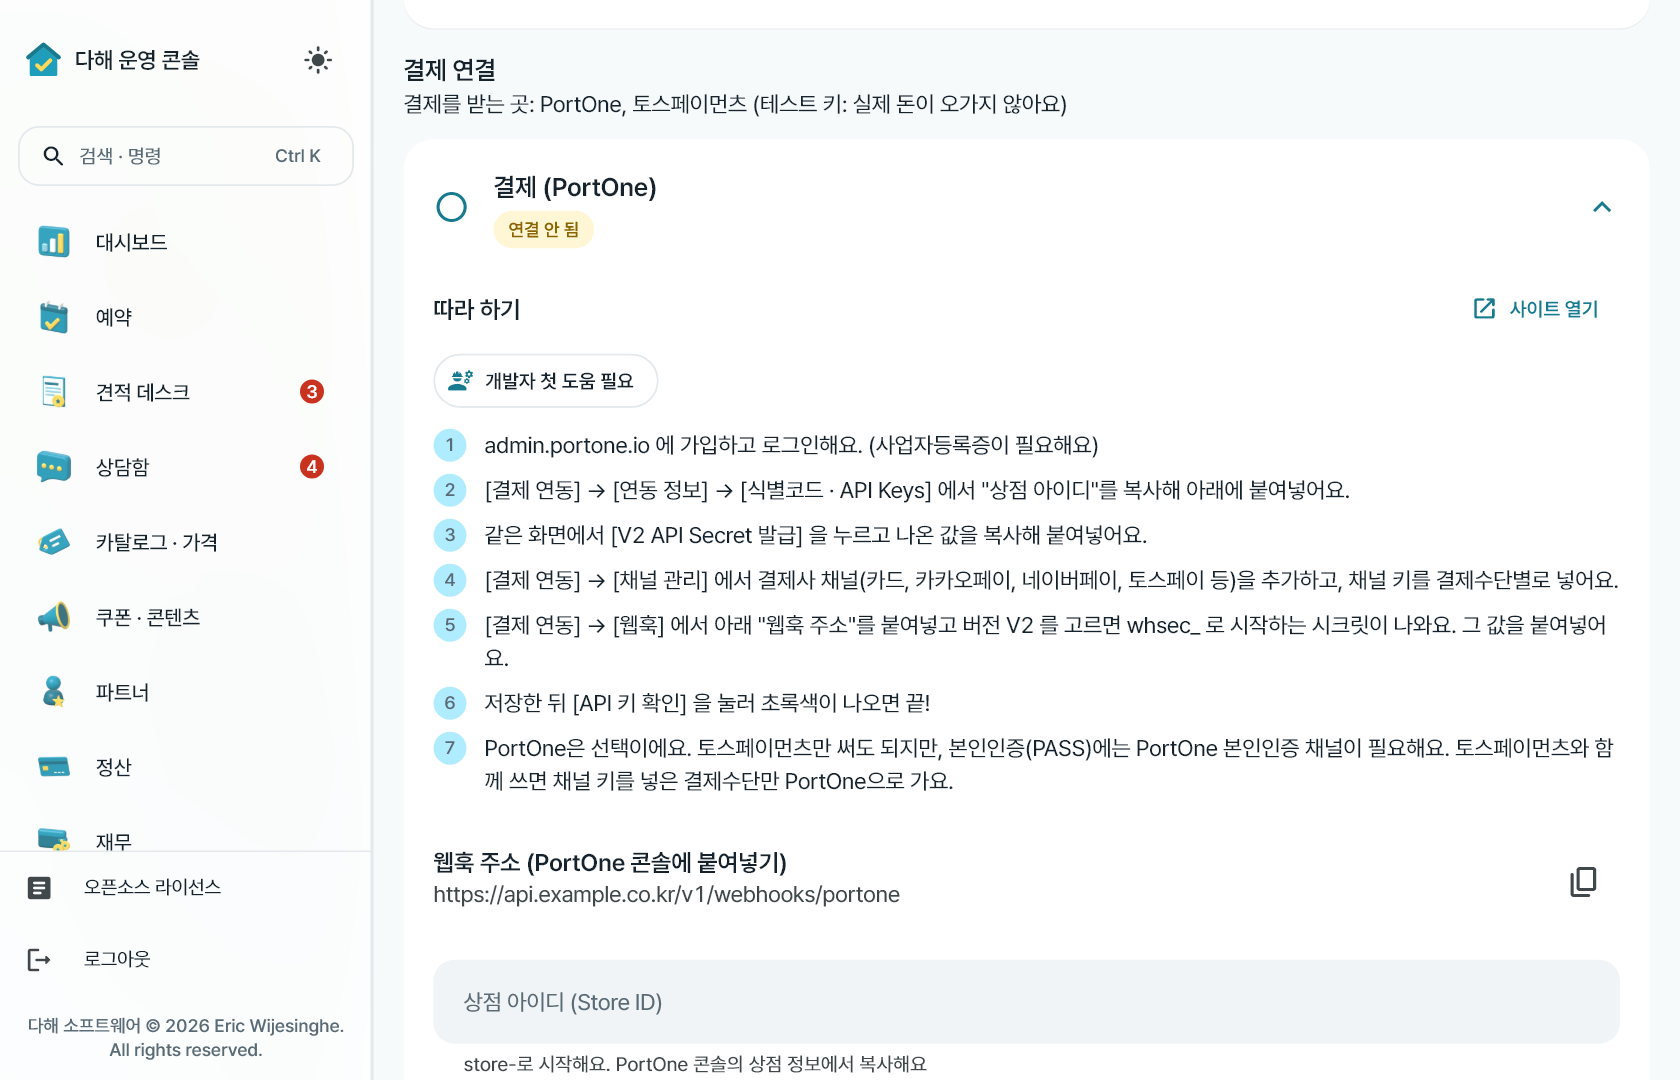 다해 운영 콘솔
검색 · 명령
Ctrl K
대시보드
예약
견적 데스크
3
상담함
4
카탈로그 · 가격
쿠폰 · 콘텐츠
파트너
정산
재무
오픈소스 라이선스
로그아웃
다해 소프트웨어 © 2026 Eric Wijesinghe.
All rights reserved.
결제 연결
결제를 받는 곳: PortOne, 토스페이먼츠 (테스트 키: 실제 돈이 오가지 않아요)
결제 (PortOne)
연결 안 됨
따라 하기
사이트 열기
개발자 첫 도움 필요
1 admin.portone.io 에 가입하고 로그인해요. (사업자등록증이 필요해요)
2 [결제 연동] → [연동 정보] → [식별코드 · API Keys] 에서 "상점 아이디"를 복사해 아래에 붙여넣어요.
3 같은 화면에서 [V2 API Secret 발급] 을 누르고 나온 값을 복사해 붙여넣어요.
4 [결제 연동] → [채널 관리] 에서 결제사 채널(카드, 카카오페이, 네이버페이, 토스페이 등)을 추가하고, 채널 키를 결제수단별로 넣어요.
5 [결제 연동] → [웹훅] 에서 아래 "웹훅 주소"를 붙여넣고 버전 V2 를 고르면 whsec_ 로 시작하는 시크릿이 나와요. 그 값을 붙여넣어
요.
6 저장한 뒤 [API 키 확인] 을 눌러 초록색이 나오면 끝!
7 PortOne은 선택이에요. 토스페이먼츠만 써도 되지만, 본인인증(PASS)에는 PortOne 본인인증 채널이 필요해요. 토스페이먼츠와 함
께 쓰면 채널 키를 넣은 결제수단만 PortOne으로 가요.
웹훅 주소 (PortOne 콘솔에 붙여넣기)
https://api.example.co.kr/v1/webhooks/portone
상점 아이디 (Store ID)
store-로 시작해요. PortOne 콘솔의 상점 정보에서 복사해요